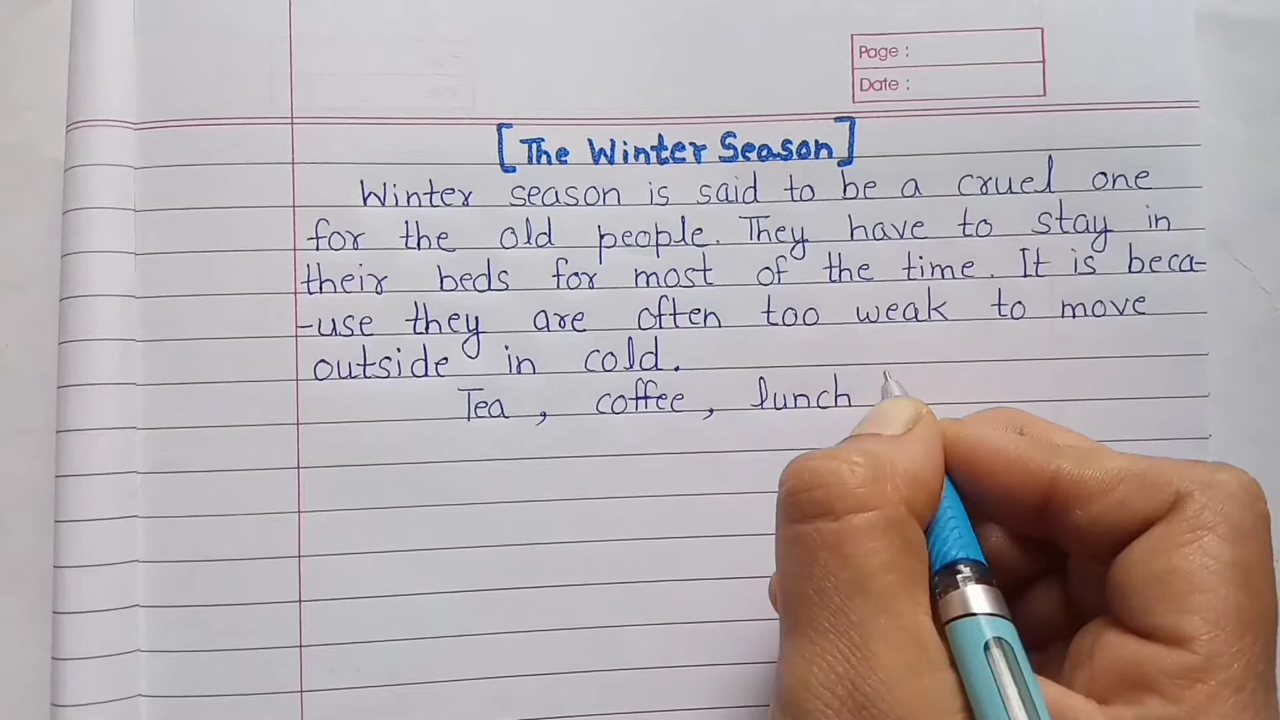 Page :
Date :
[The Winter Season]
Winter season is said to be a cruel one
for the old people. They have to stay in
their beds for most of the time. It is beca-
-use they are often too weak to move
outside in cold.
Tea , coffee , lunch